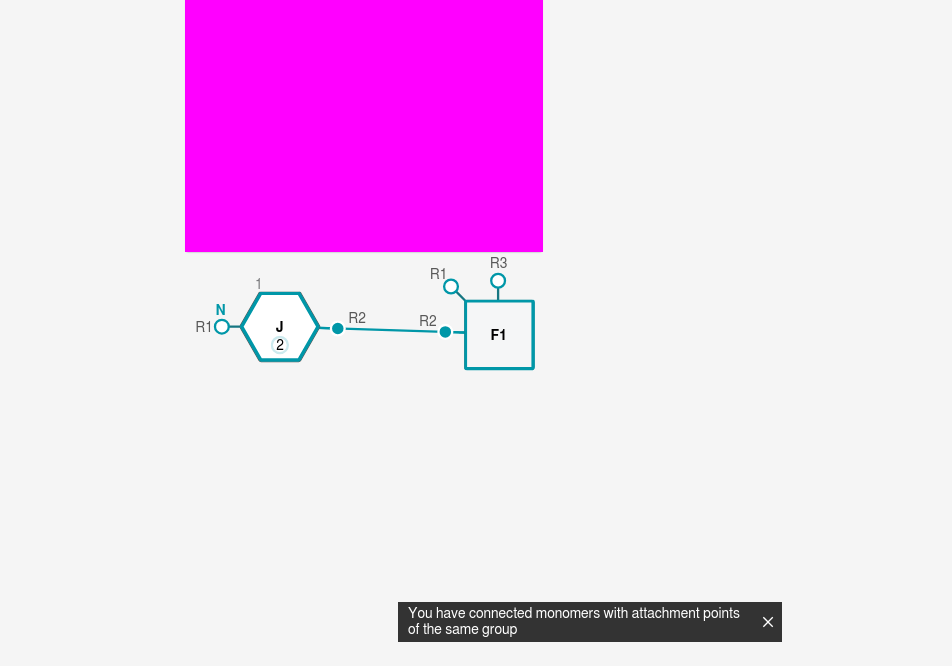 R3
R1
1
N
R1
J
2
R2
R2
F1
You have connected monomers with attachment points
of the same group